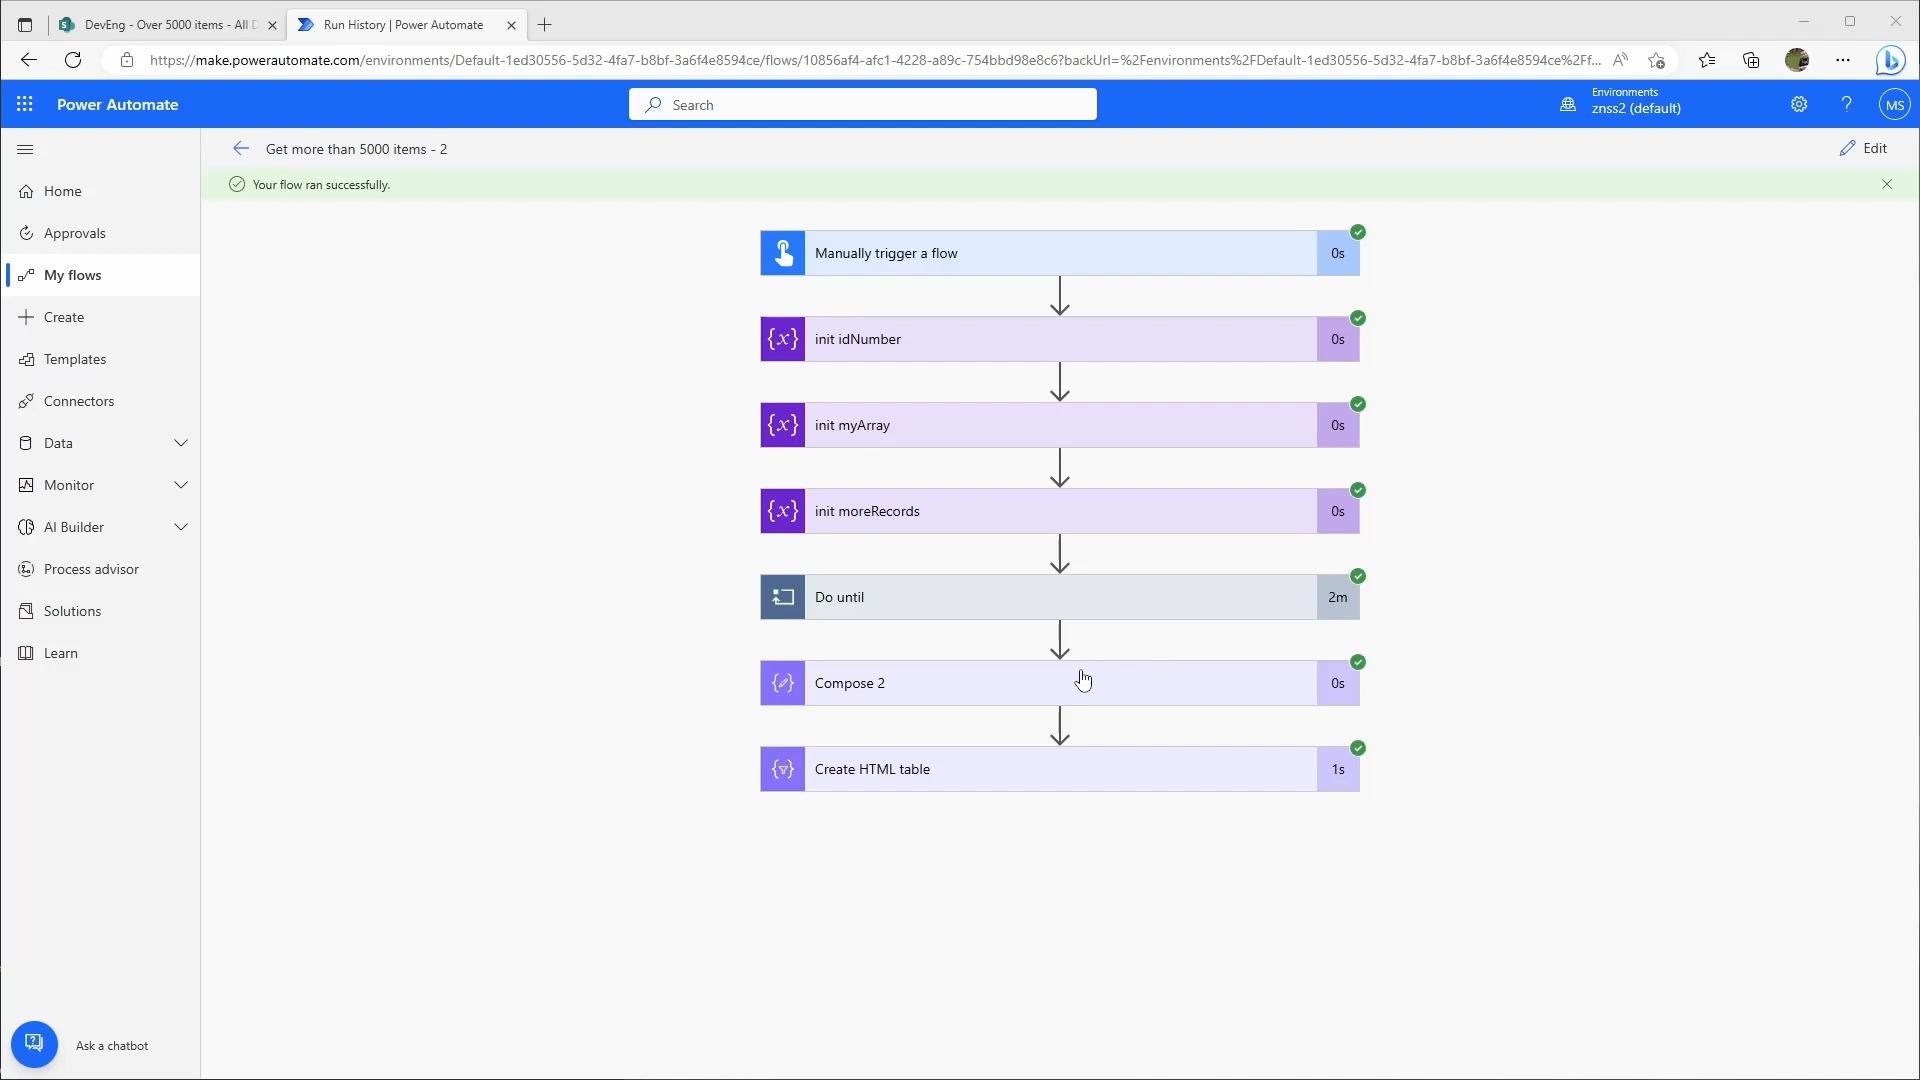 DevEng - Over 5000 items - All
Run History | Power Automate
https://make.powerautomate.com/environments/Default-1ed30556-5d32-4fa7-b8bf-3a6f4e8594ce/flows/10856af4-afc1-4228-a89c-754bbd98e8c6?backUrl=%2Fenvironments%2FDefault-1ed30556-5d32-4fa7-b8bf-3a6f4e8594ce%2Ff...
Power Automate
Search
Environments
znss2 (default)
MS
Get more than 5000 items - 2
Edit
Your flow ran successfully.
Home
Approvals
My flows
Create
Templates
Connectors
Data
Monitor
AI Builder
Process advisor
Solutions
Learn
Manually trigger a flow 0s
init idNumber 0s
init myArray 0s
init moreRecords 0s
Do until 2m
Compose 2 0s
Create HTML table 1s
Ask a chatbot